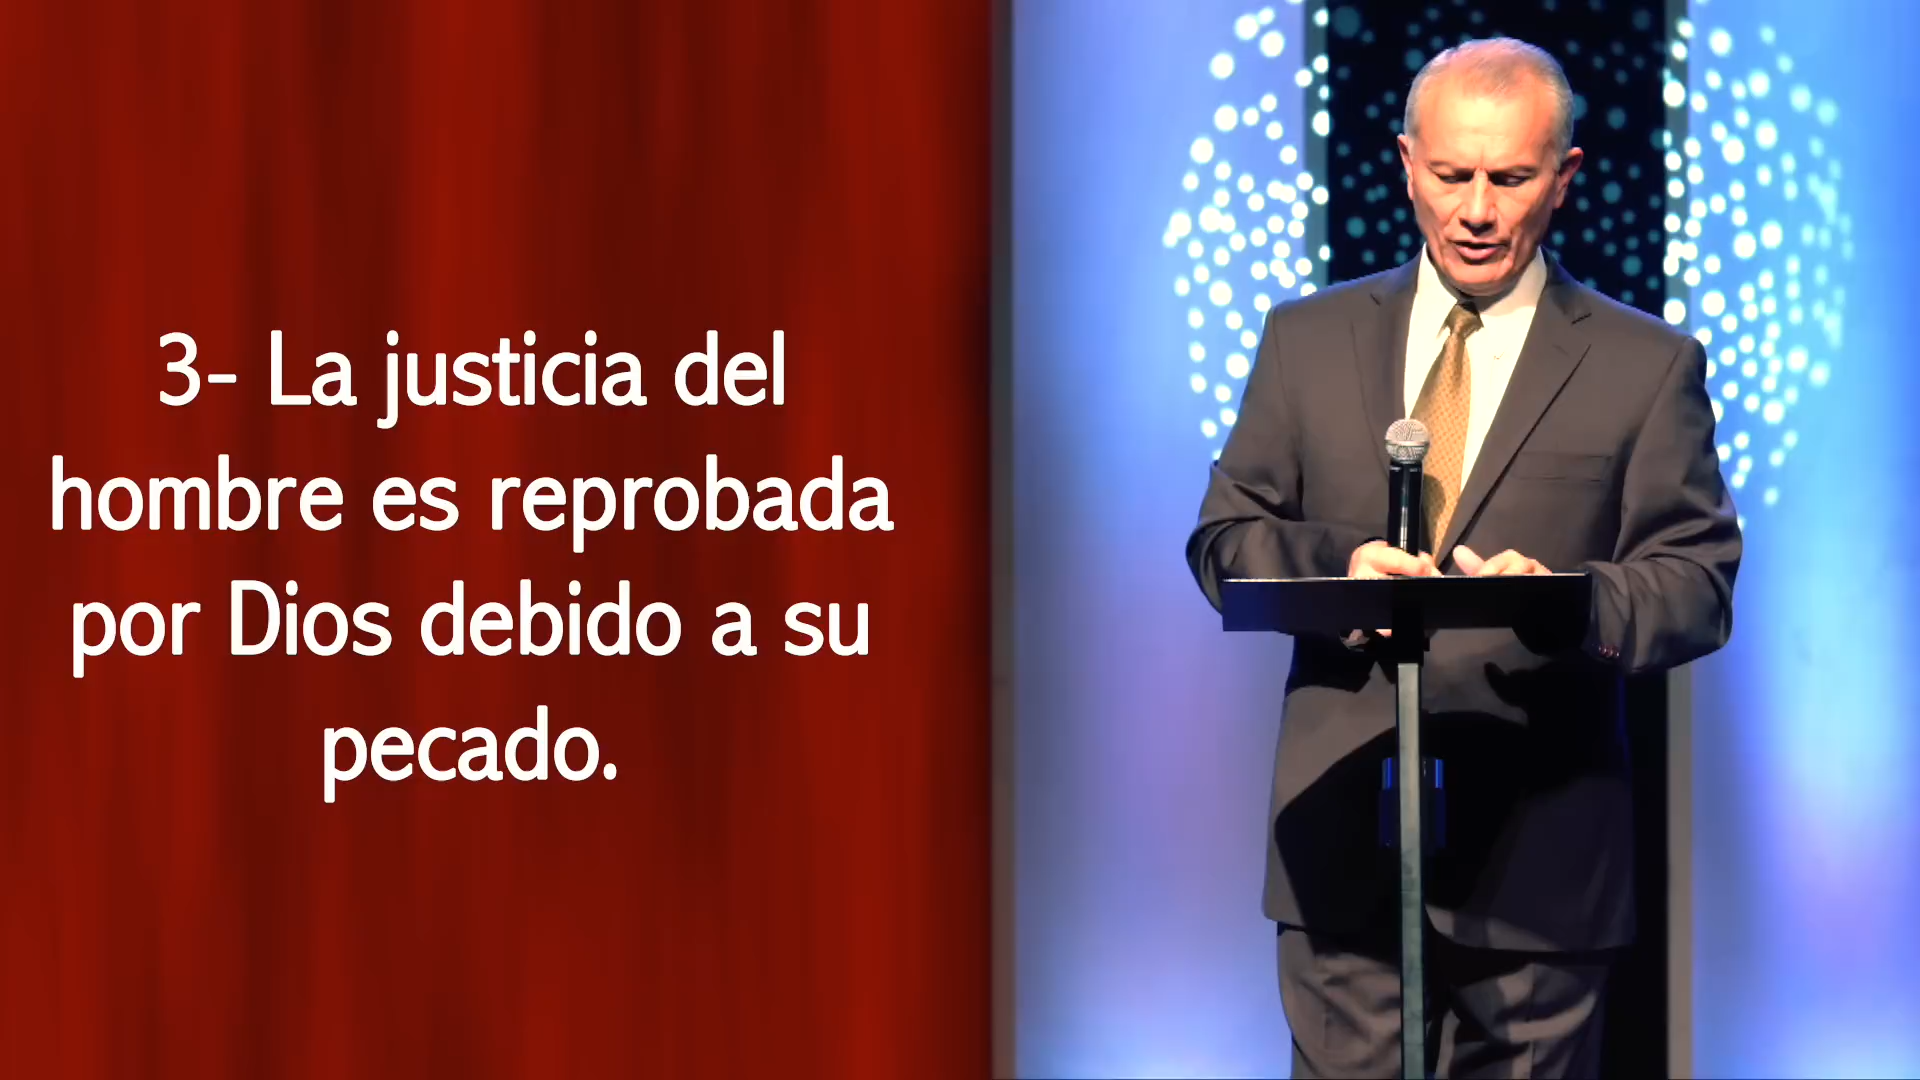 3- La justicia del
hombre es reprobada
por Dios debido a su
pecado.